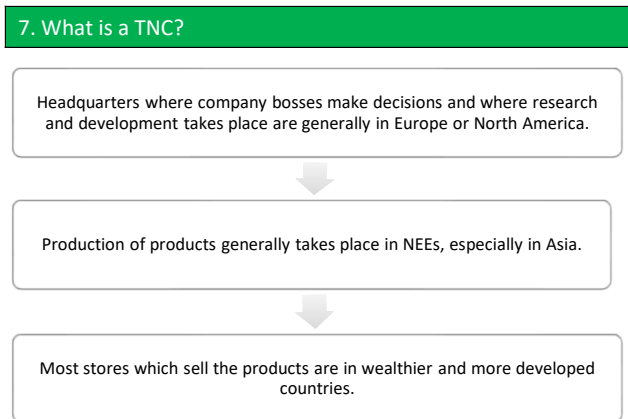 7. What is a TNC?
Headquarters where company bosses make decisions and where research
and development takes place are generally in Europe or North America.
Production of products generally takes place in NEEs, especially in Asia.
Most stores which sell the products are in wealthier and more developed
countries.